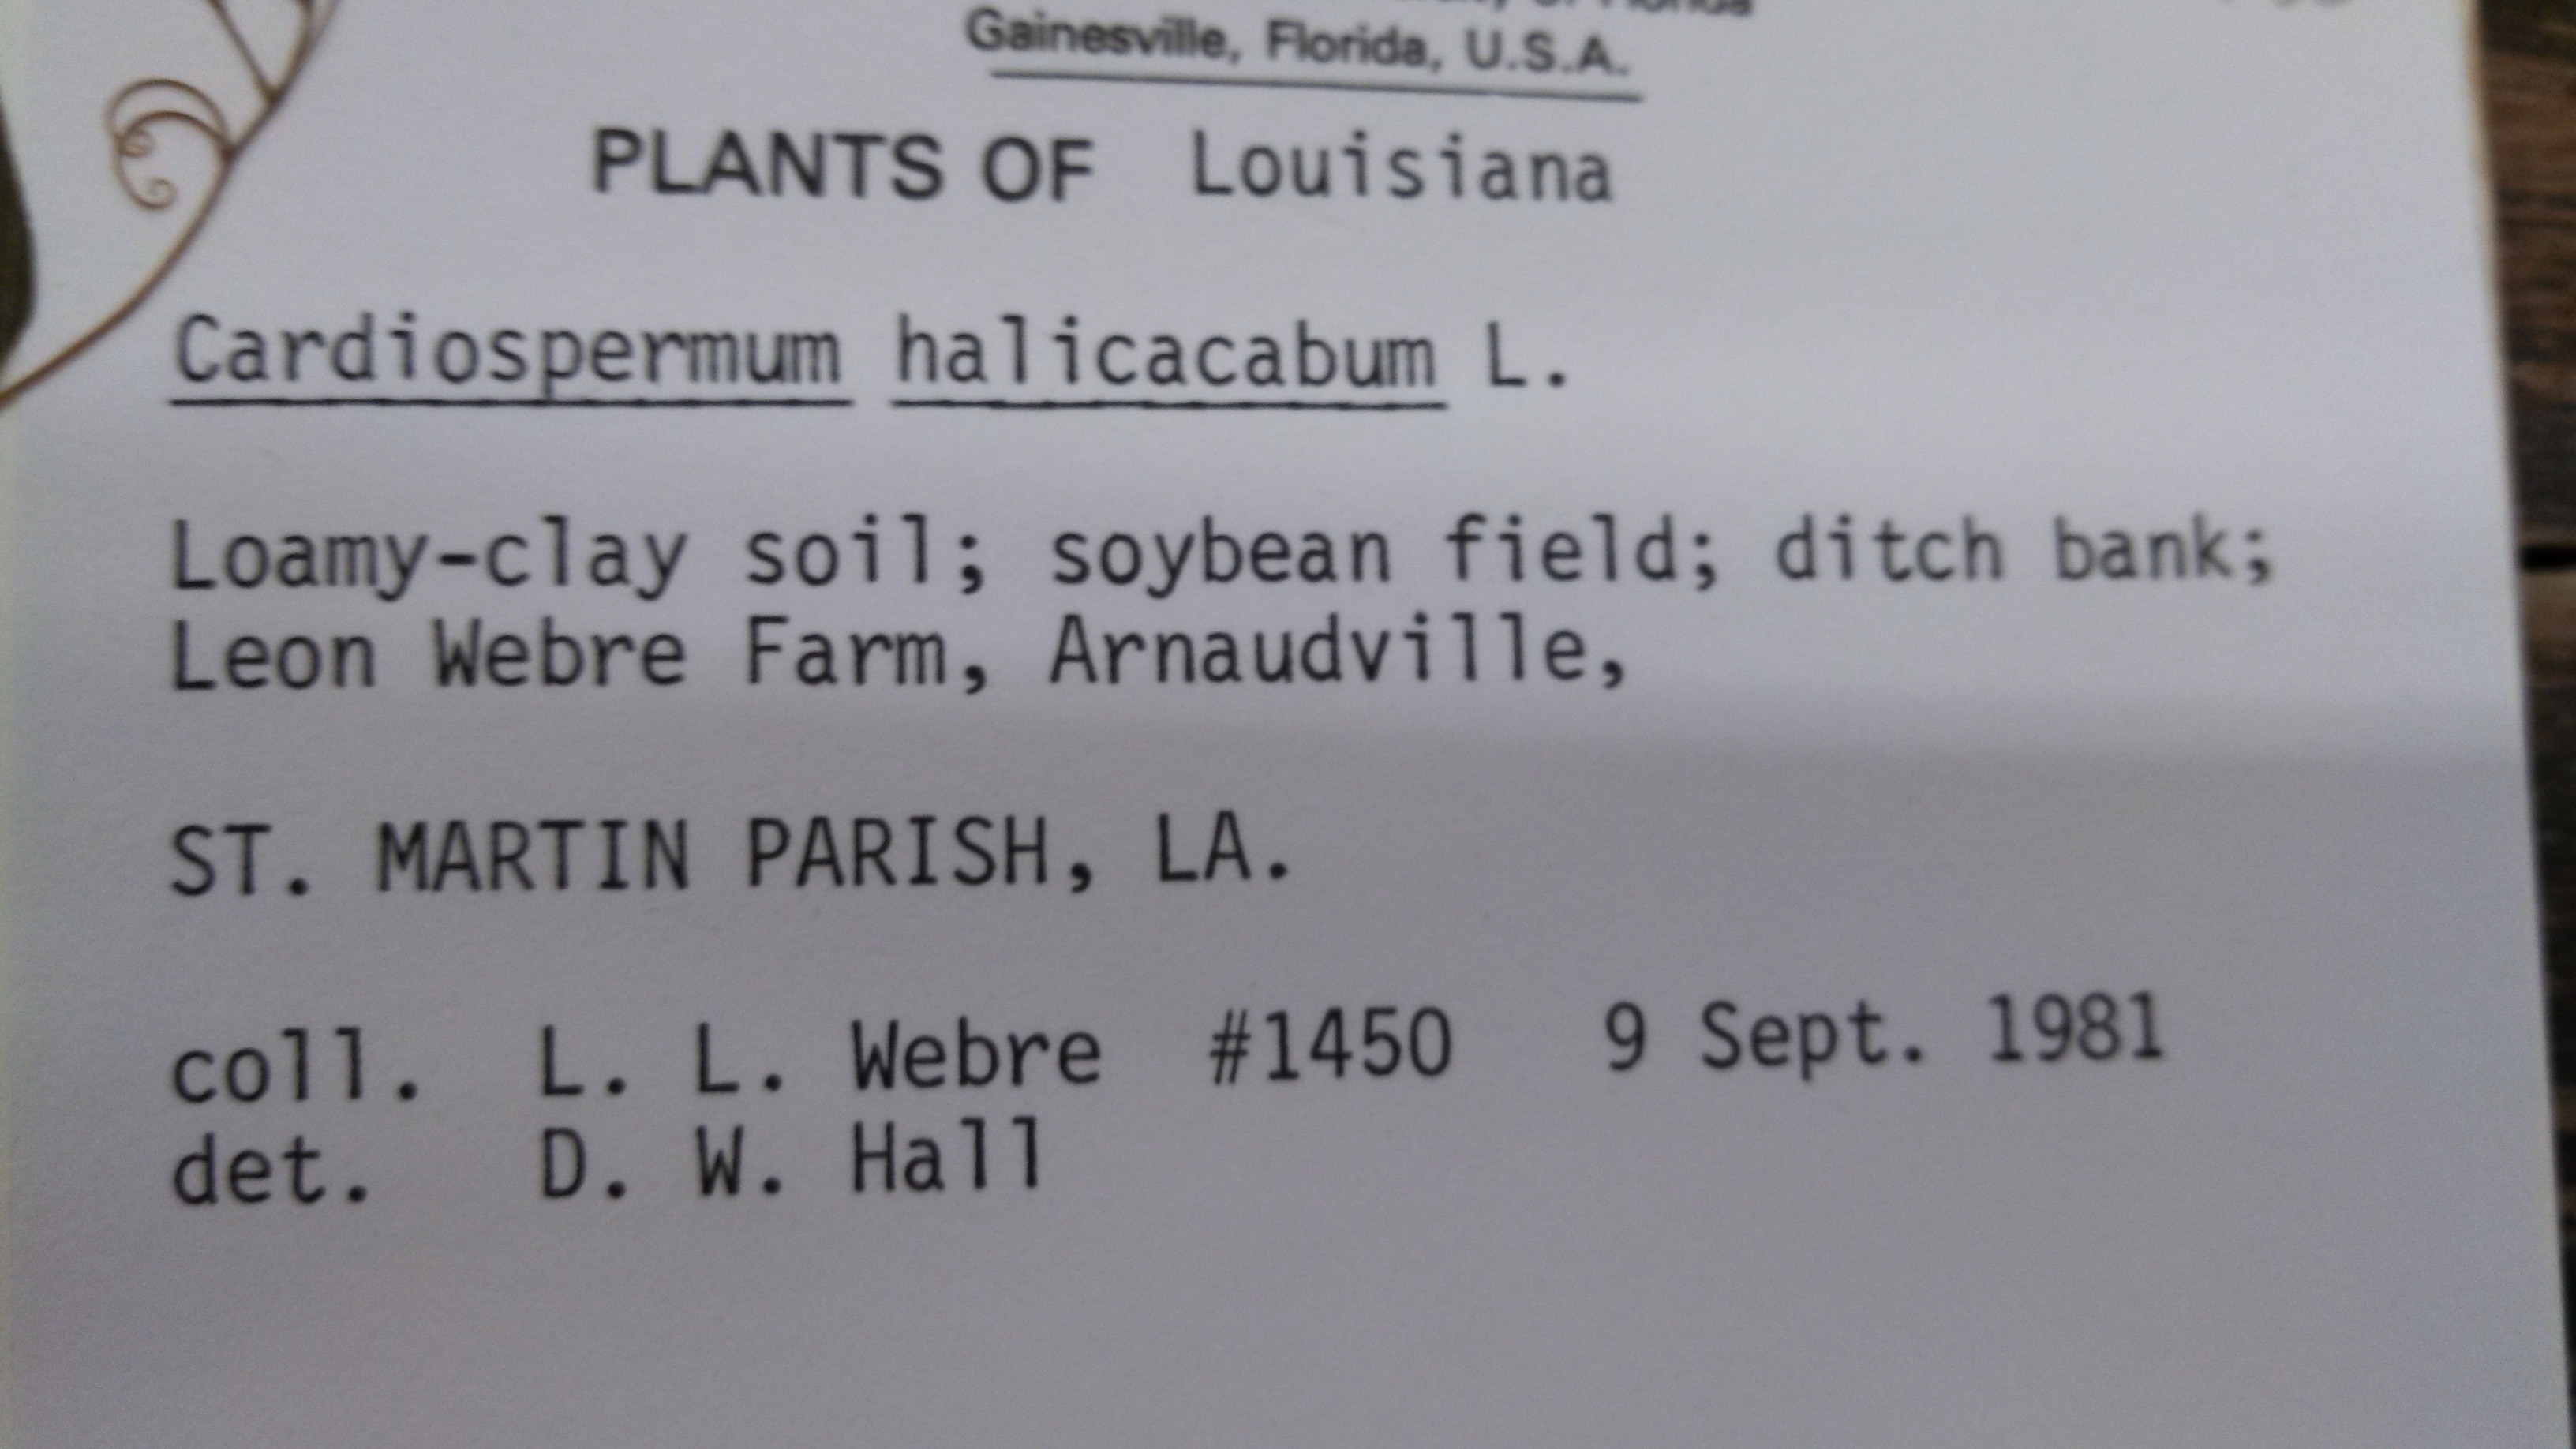 Florida
Gainesville, Florida, U.S.A.
PLANTS OF Louisiana
Cardiospermum halicacabum L.
Loamy-clay soil; soybean field; ditch bank;
Leon Webre Farm, Arnaudville,
ST. MARTIN PARISH, LA.
coll. L. L. Webre #1450 9 Sept. 1981
det. D. W. Hall